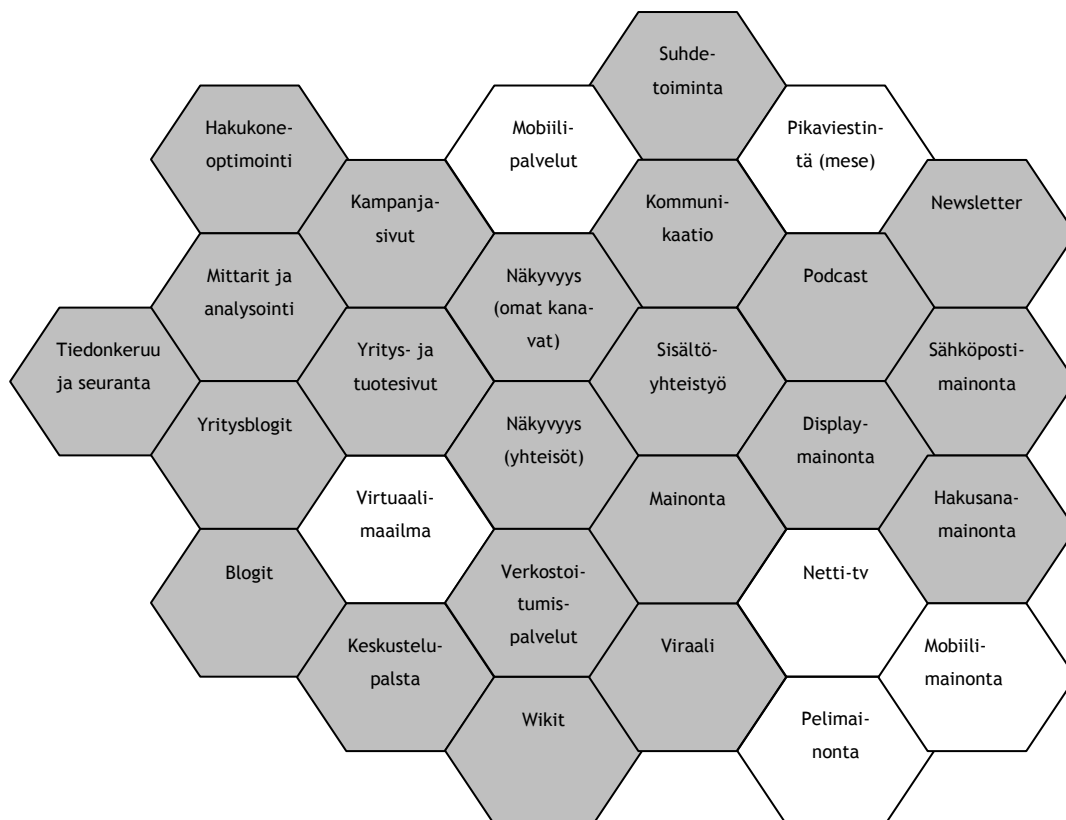 Suhde-
toiminta
Hakukone-
optimointi
Mobiili-
palvelut
Pikaviestin-
tä (mese)
Kampanja-
sivut
Kommuni-
kaatio
Newsletter
Mittarit ja
analysointi
Näkyvyys
(omat kana-
vat)
Podcast
Tiedonkeruu
ja seuranta
Yritys- ja
tuotesivut
Sisältö-
yhteistyö
Sähköposti-
mainonta
Yritysblogit
Näkyvyys
(yhteisöt)
Display-
mainonta
Virtuaali-
maailma
Mainonta
Hakusana-
mainonta
Blogit
Verkostoi-
tumis-
palvelut
Netti-tv
Keskustelu-
palsta
Viraali
Mobiili-
mainonta
Wikit
Pelimai-
nonta